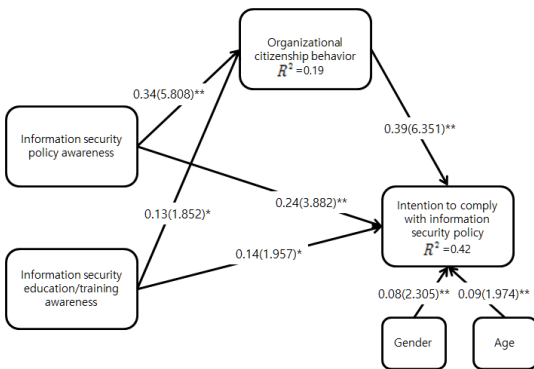 Organizational
citizenship behavior
R² =0.19
0.34(5.808)**
0.39(6.351)**
Information security
policy awareness
0.13(1.852)*
0.24(3.882)**
Intention to comply
with information
security policy
R² =0.42
0.14(1.957)*
Information security
education/training
awareness
0.08(2.305)**
0.09(1.974)**
Gender
Age